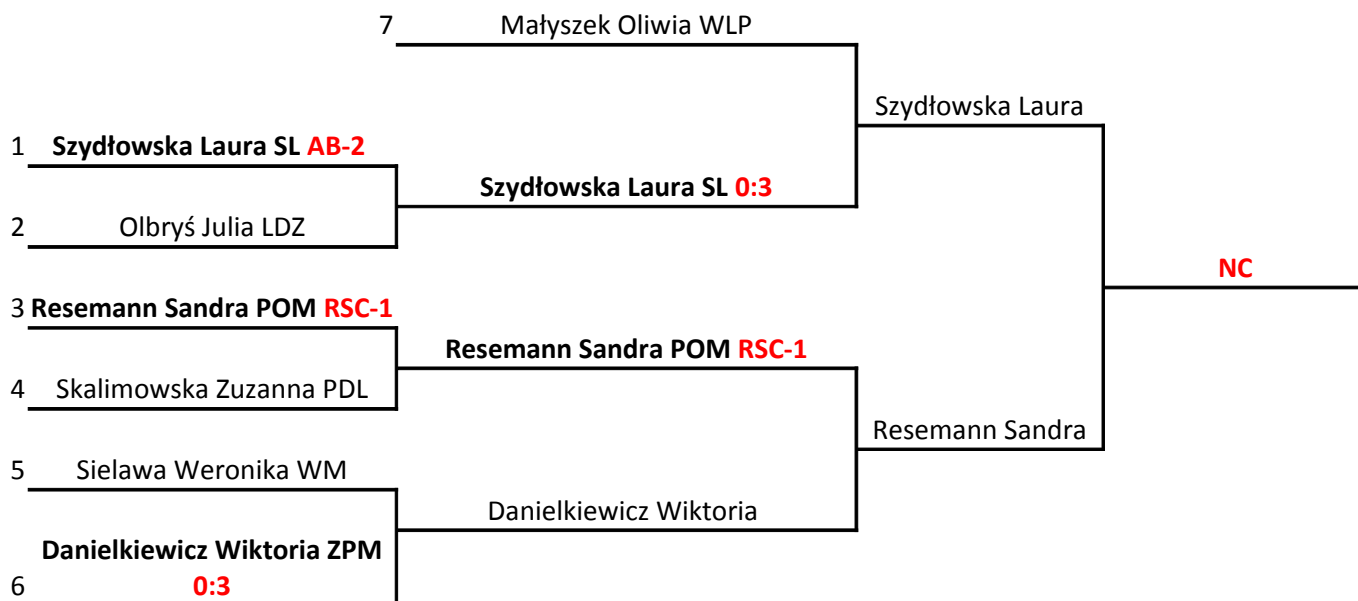 7 Małyszek Oliwia WLP
Szydłowska Laura
1 Szydłowska Laura SL AB-2
Szydłowska Laura SL 0:3
2 Olbryś Julia LDZ
NC
3 Resemann Sandra POM RSC-1
Resemann Sandra POM RSC-1
4 Skalimowska Zuzanna PDL
Resemann Sandra
5 Sielawa Weronika WM
Danielkiewicz Wiktoria
Danielkiewicz Wiktoria ZPM
6 0:3